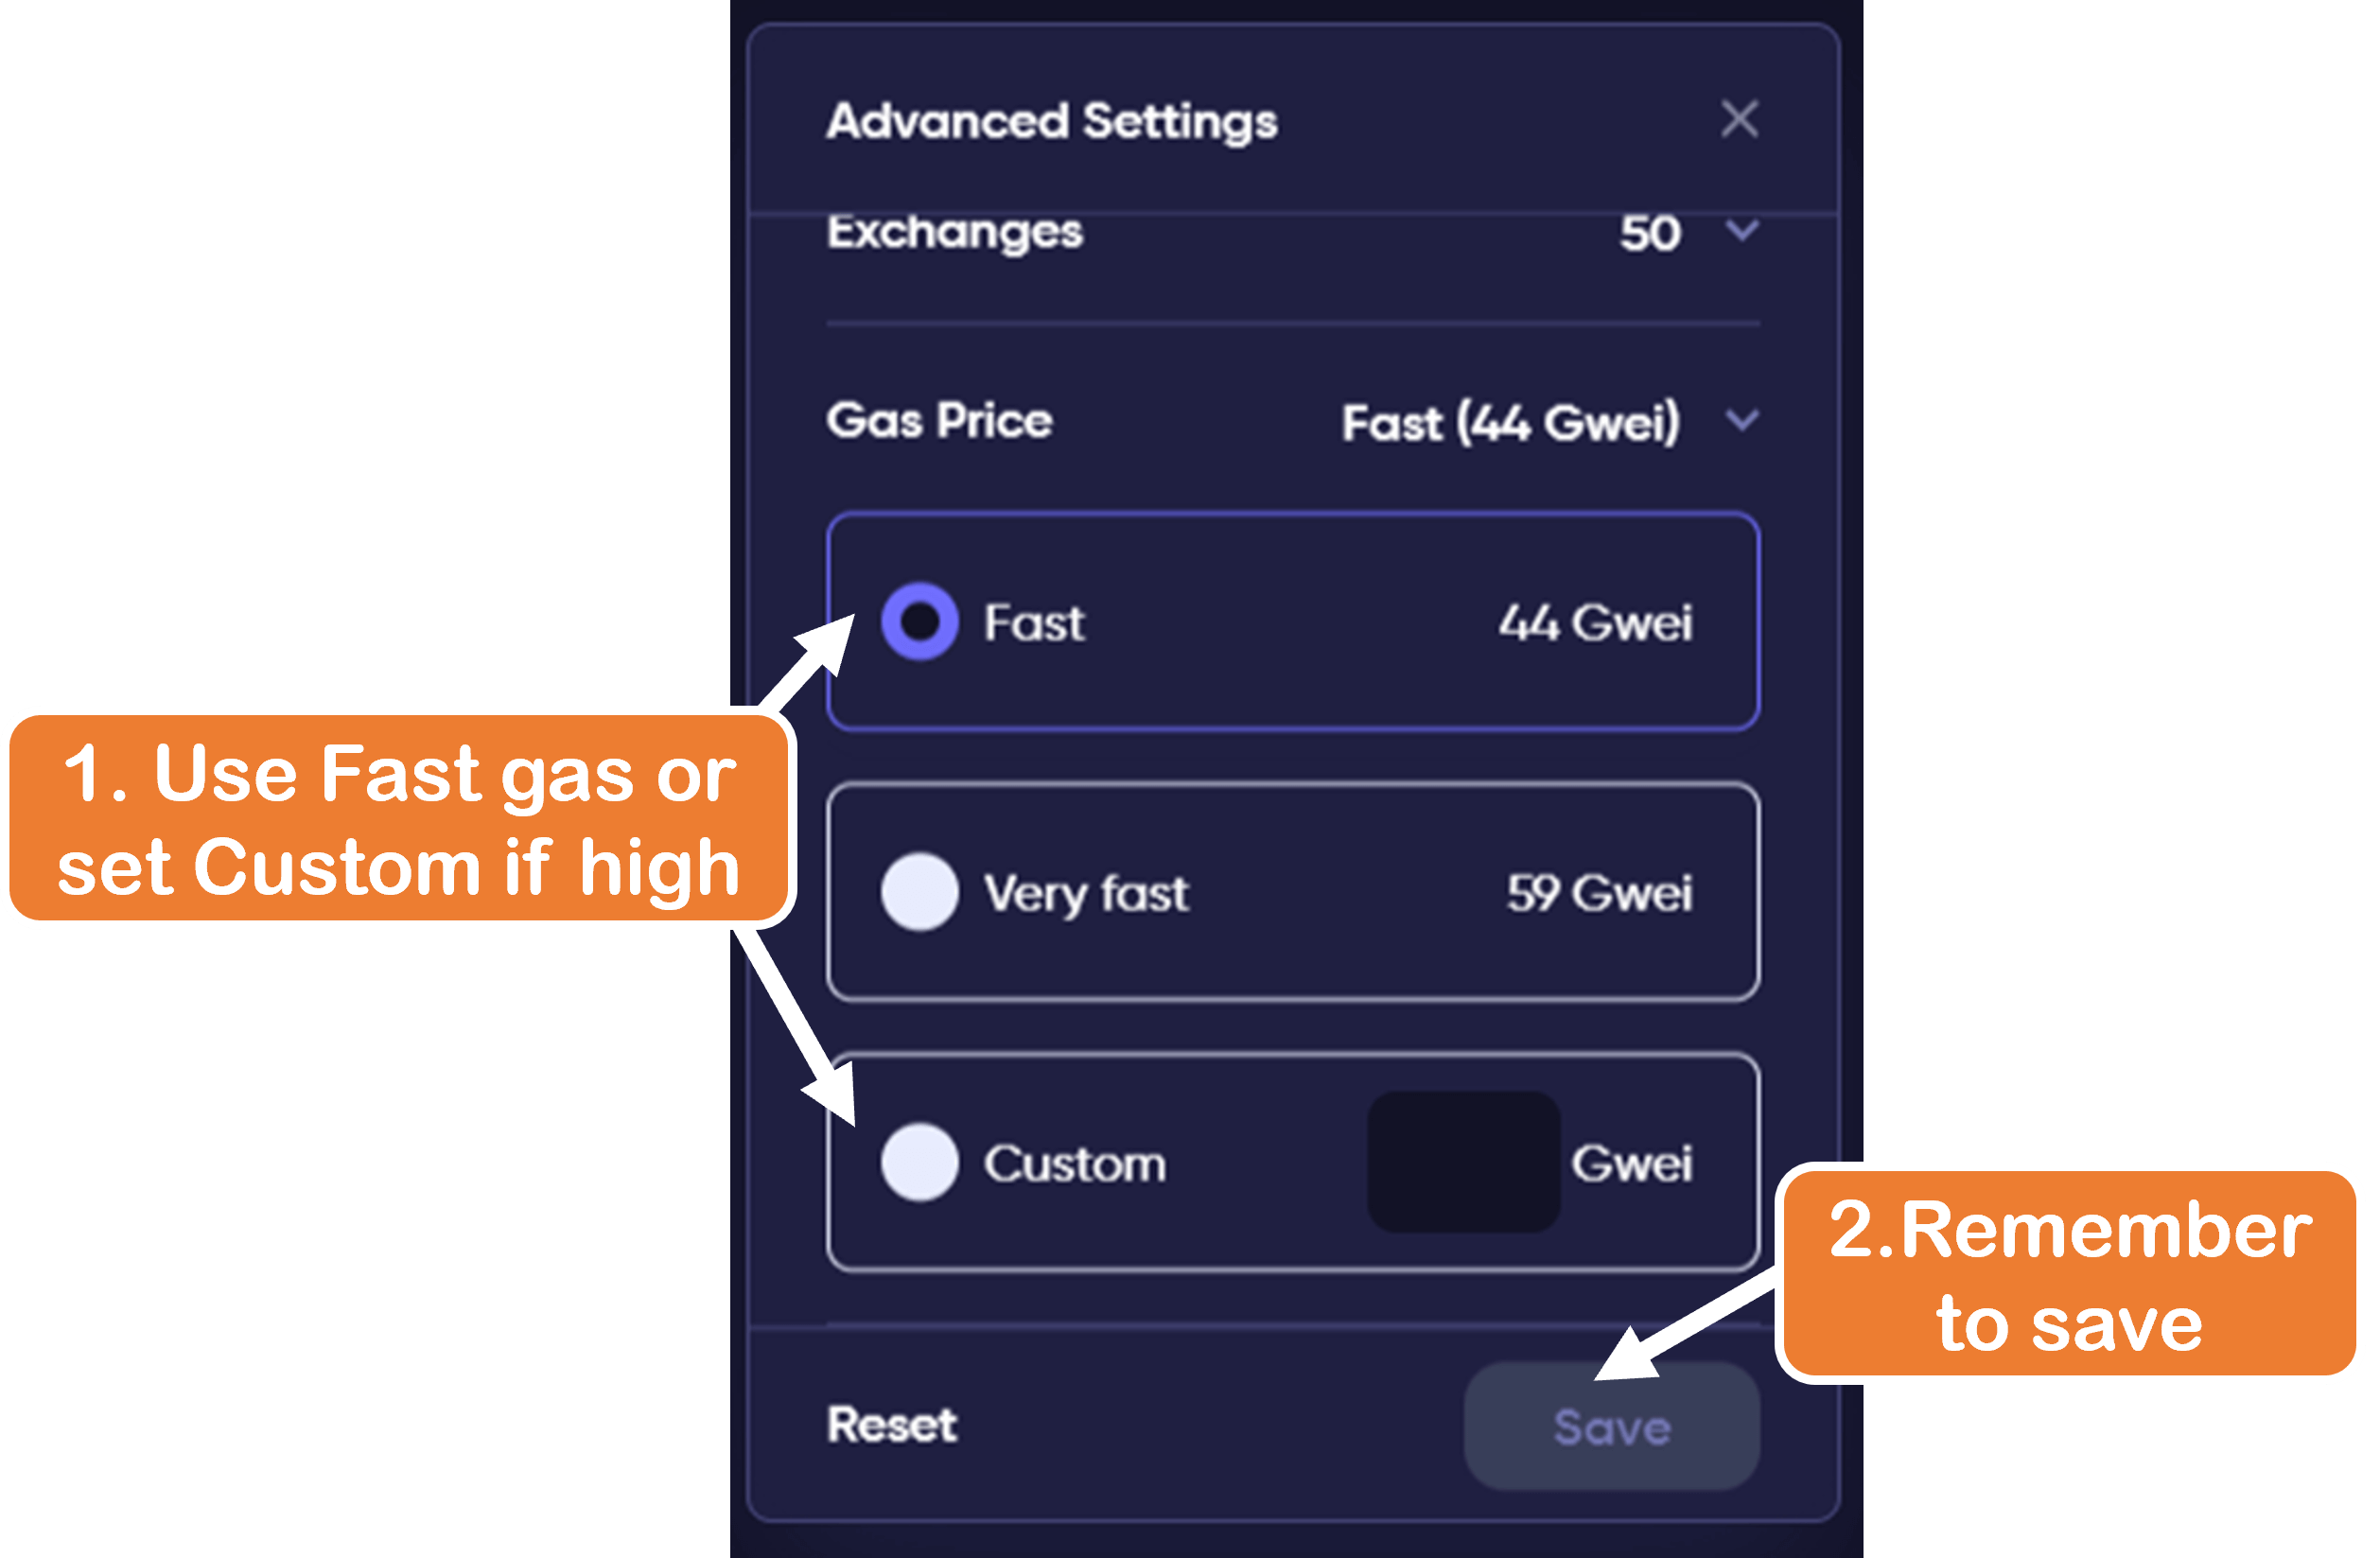 Advanced Settings
Exchanges 50
Gas Price Fast (44 Gwei)
Fast 44 Gwei
1. Use Fast gas or
set Custom if high
Very fast 59 Gwei
Custom Gwei
2.Remember
to save
Reset Save